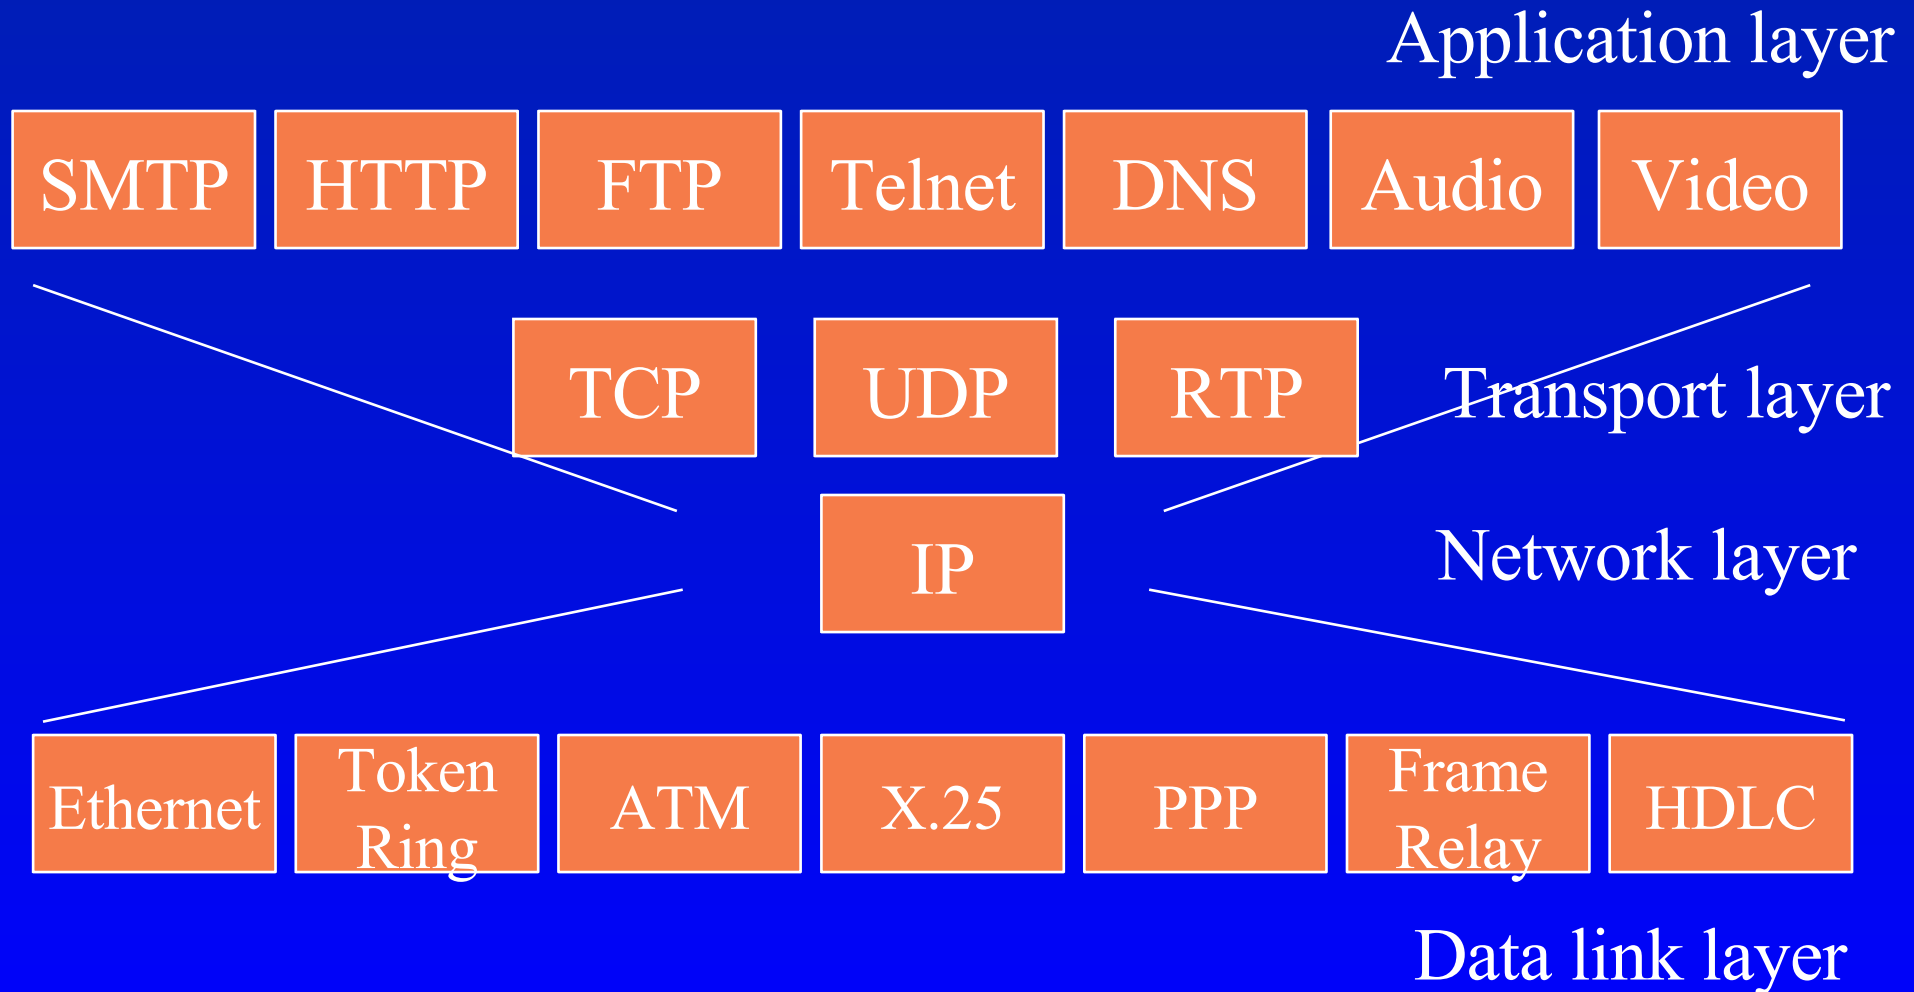 Application layer
SMTP
HTTP
FTP
Telnet
DNS
Audio
Video
TCP
UDP
RTP
Transport layer
IP
Network layer
Ethernet
Token
Ring
ATM
X.25
PPP
Frame
Relay
HDLC
Data link layer